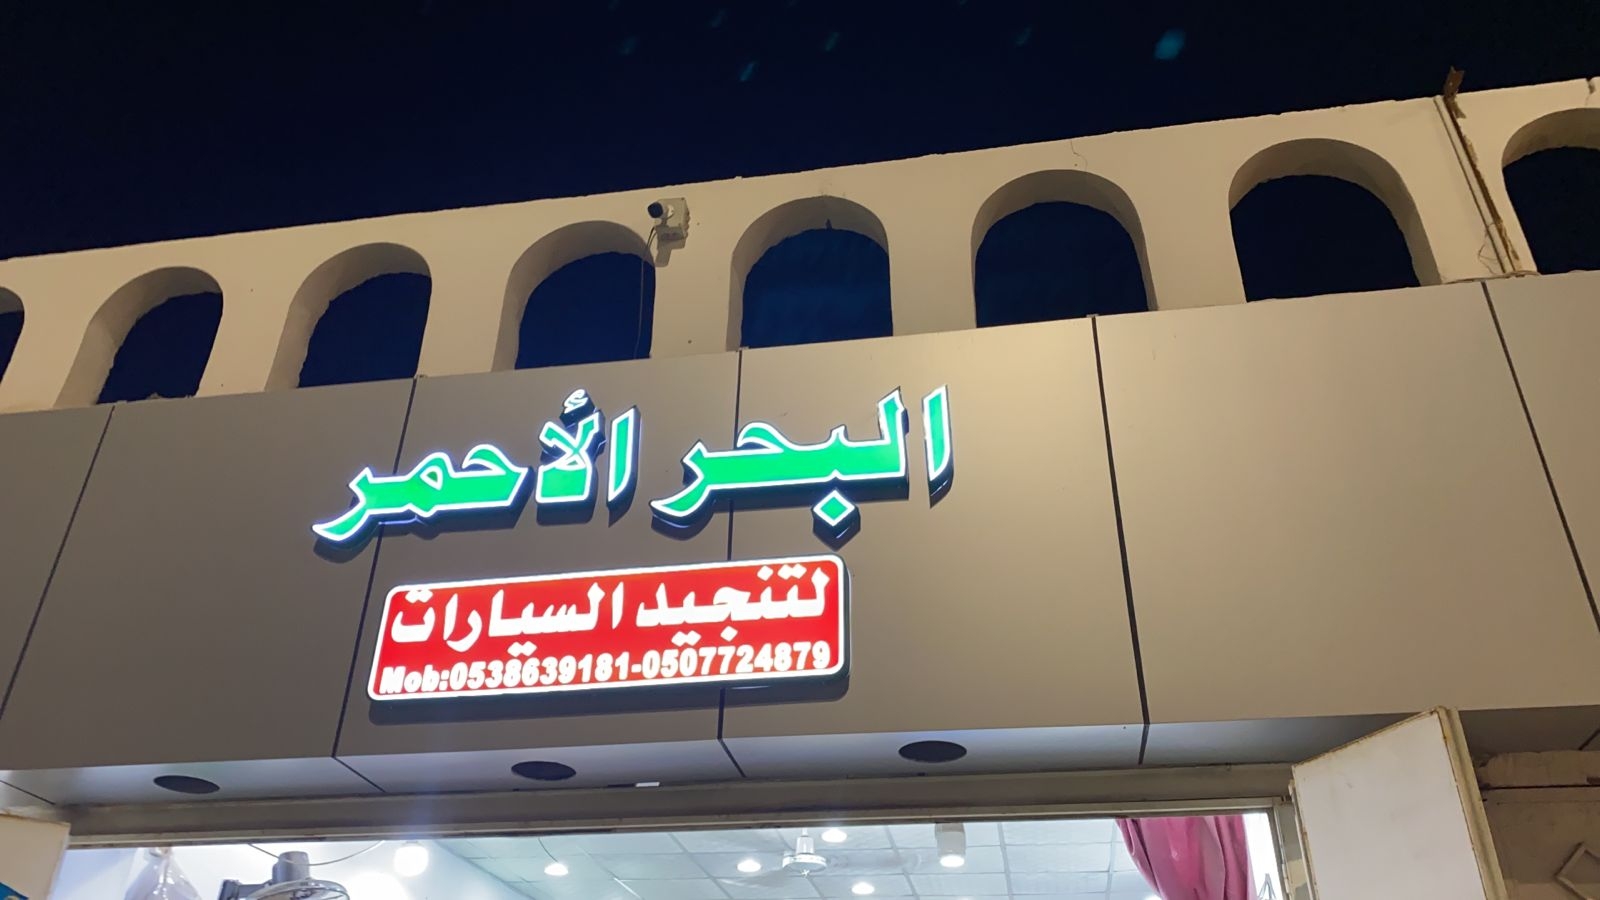 البحر الأحمر
لتنجيد السيارات
Mob:0538639181-0507724879